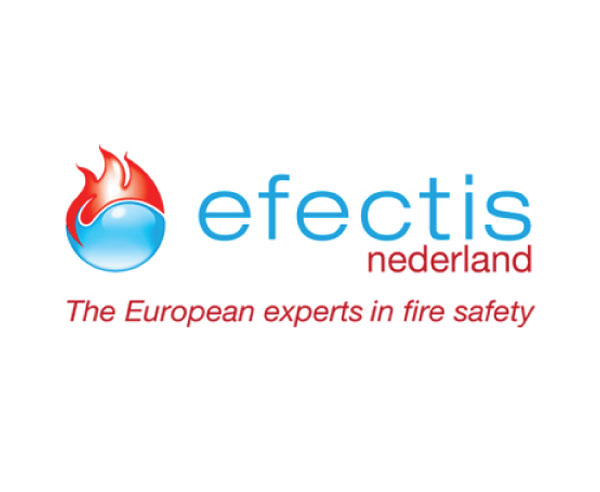 efectis
nederland
The European experts in fire safety